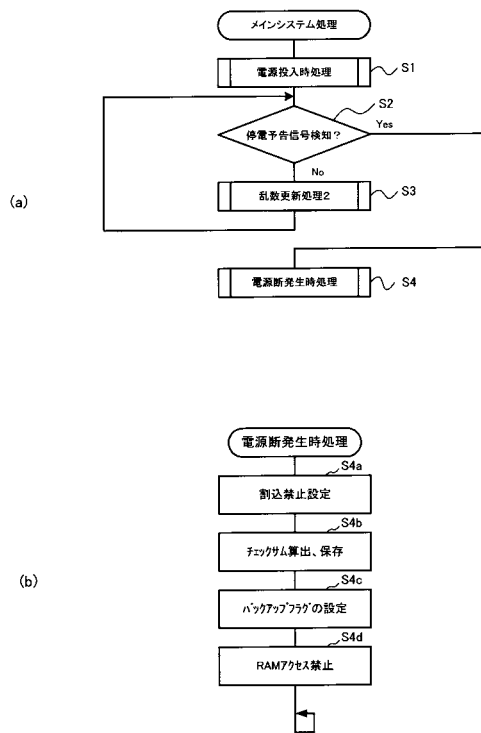 メインシステム処理
電源投入時処理
S1
S2
停電予告信号検知?
Yes
No
(a)
乱数更新処理2
S3
電源断発生時処理
S4
電源断発生時処理
S4a
割込禁止設定
S4b
チェックサム算出、保存
(b)
S4c
バックアップフラグの設定
S4d
RAMアクセス禁止